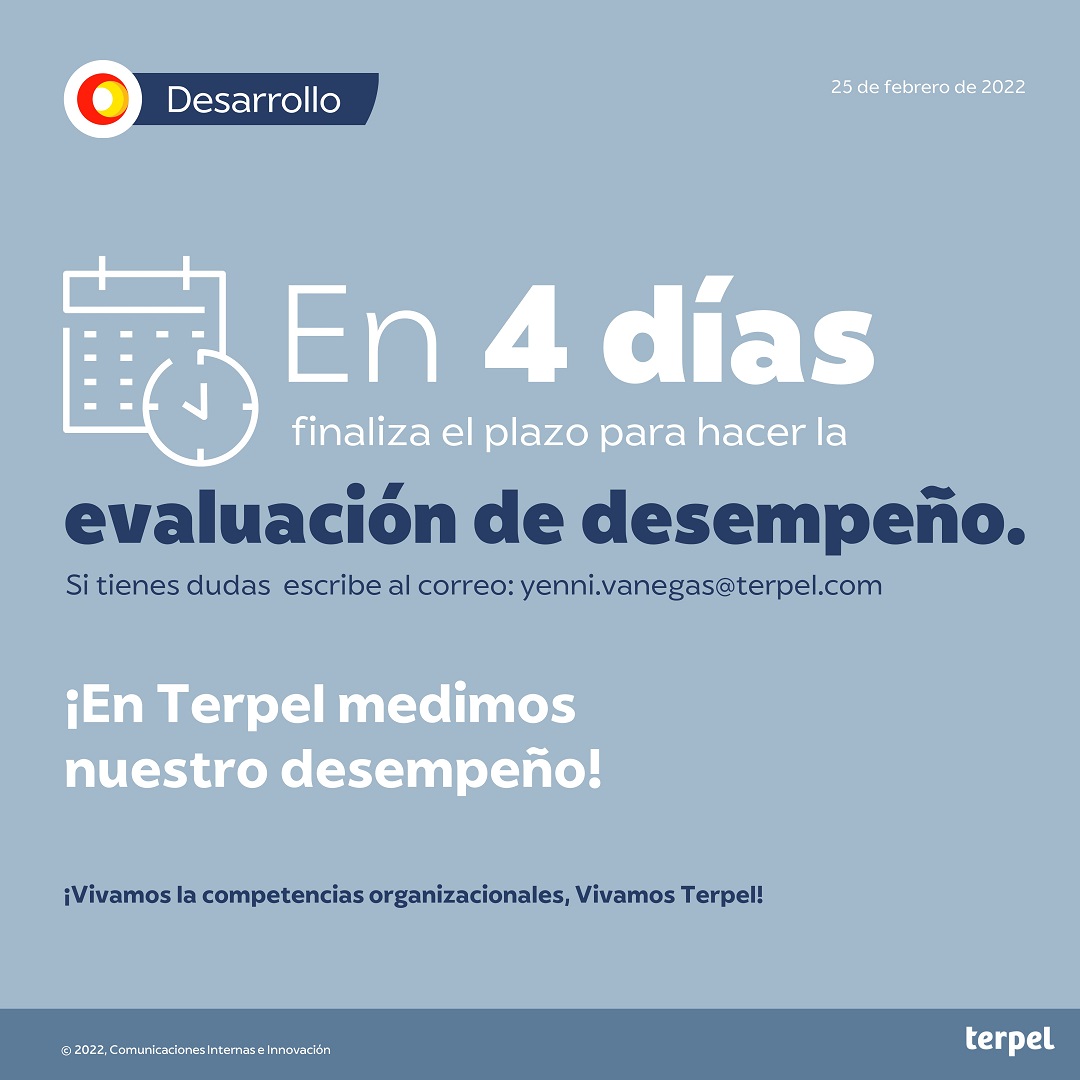 Desarrollo
25 de febrero de 2022
En 4 días
finaliza el plazo para hacer la
evaluación de desempeño.
Si tienes dudas  escribe al correo: yenni.vanegas@terpel.com
¡En Terpel medimos
nuestro desempeño!
¡Vivamos la competencias organizacionales, Vivamos Terpel!
© 2022, Comunicaciones Internas e Innovación
terpel